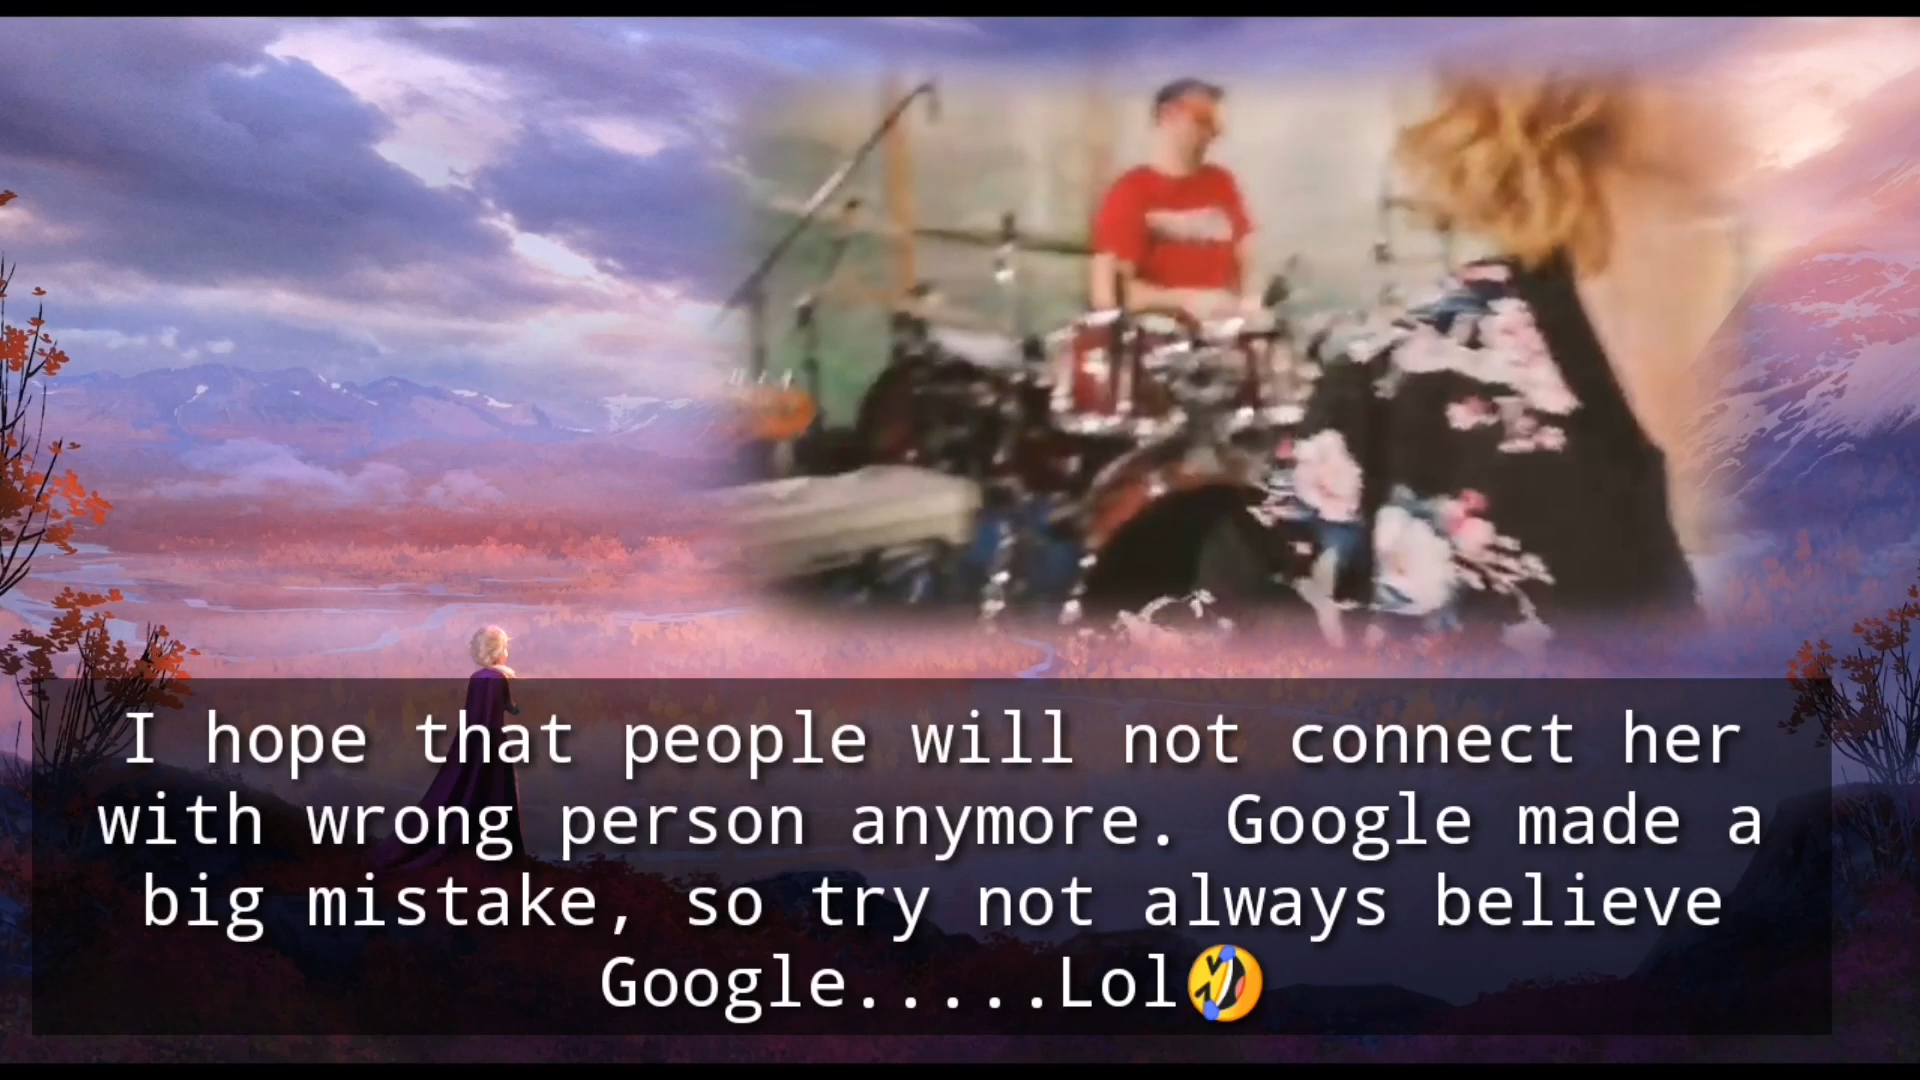 I hope that people will not connect her
with wrong person anymore. Google made a
big mistake, so try not always believe
Google.....Lol🤣